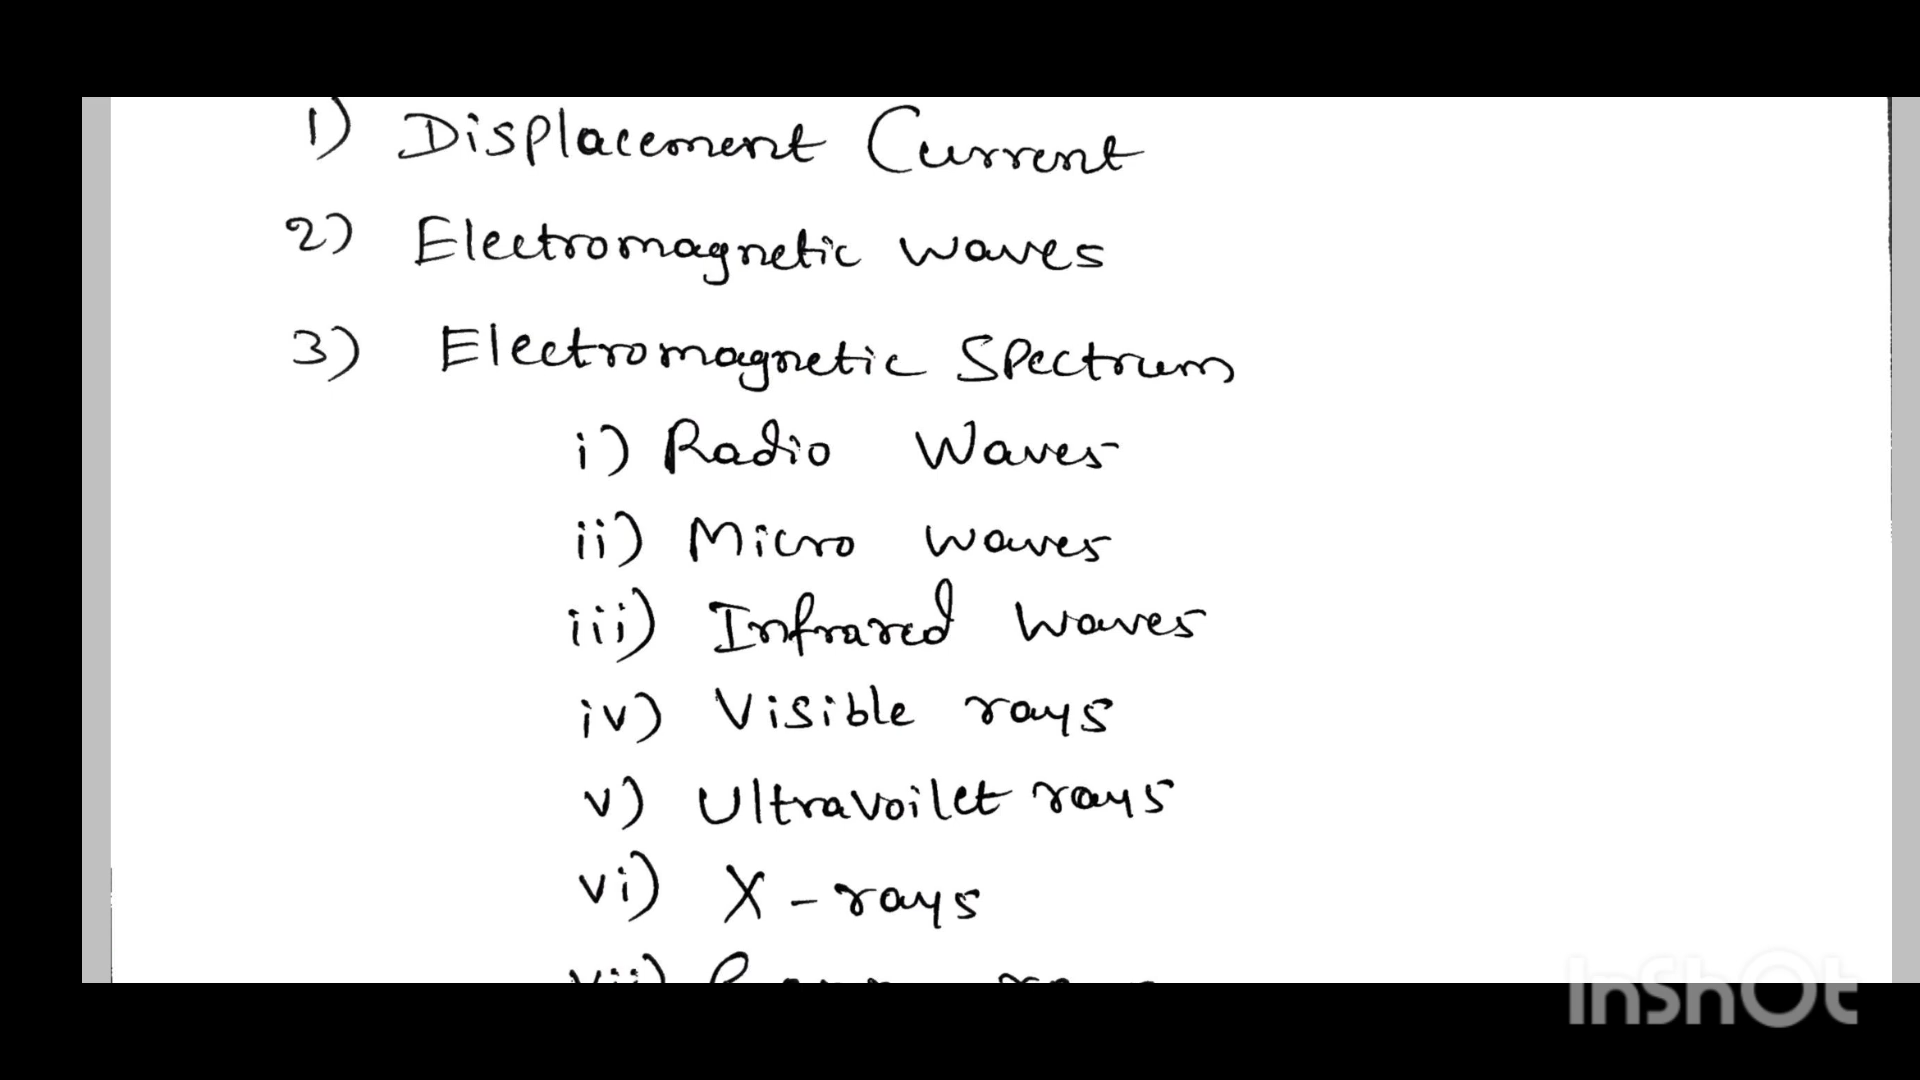 1) Displacement Current
2) Electromagnetic waves
3) Electromagnetic Spectrum
i) Radio Waves
ii) Micro waves
iii) Infrared waves
iv) Visible rays
v) Ultravoilet rays
vi) X-rays
vii)
InShOt